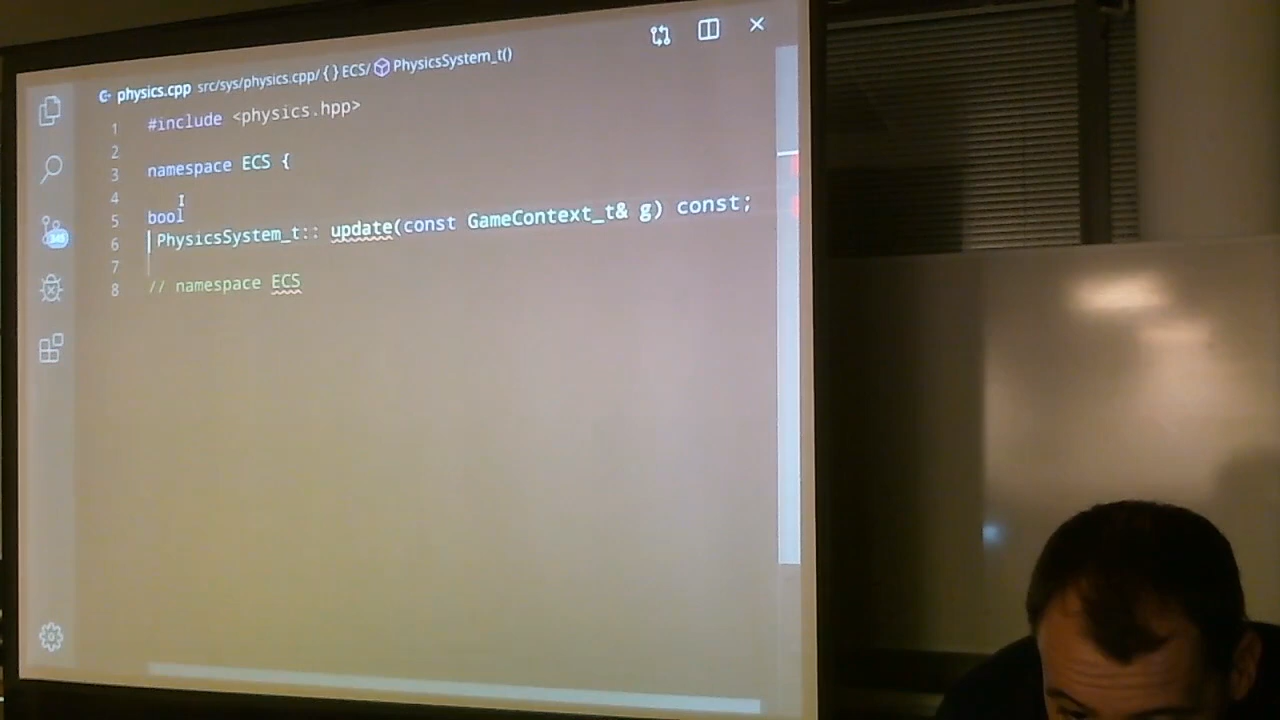 physics.cpp src/sys/physics.cpp/ { } ECS/ PhysicsSystem_t()
1 #include <physics.hpp>
2
3 namespace ECS {
4
5 bool
6 PhysicsSystem_t:: update(const GameContext_t& g) const;
7
8 // namespace ECS